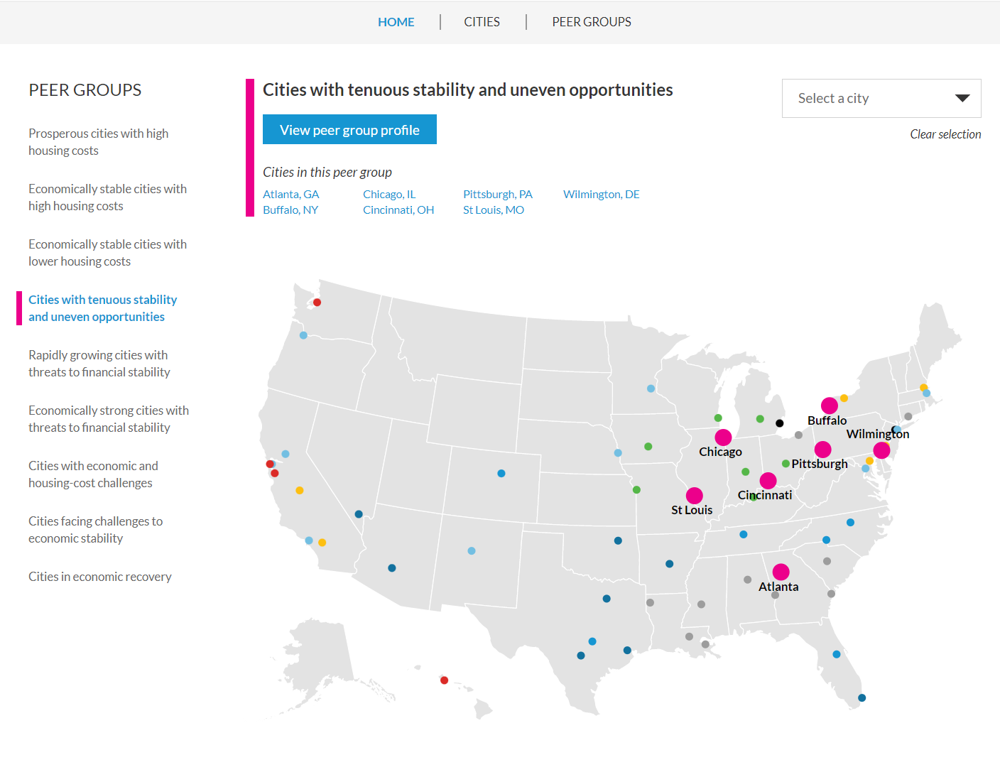 HOME
CITIES
PEER GROUPS
PEER GROUPS
Prosperous cities with high
housing costs
Economically stable cities with
high housing costs
Economically stable cities with
lower housing costs
Cities with tenuous stability
and uneven opportunities
Rapidly growing cities with
threats to financial stability
Economically strong cities with
threats to financial stability
Cities with economic and
housing-cost challenges
Cities facing challenges to
economic stability
Cities in economic recovery
Cities with tenuous stability and uneven opportunities
View peer group profile
Cities in this peer group
Atlanta, GA
Chicago, IL
Pittsburgh, PA
Wilmington, DE
Buffalo, NY
Cincinnati, OH
St Louis, MO
Select a city
Clear selection
Buffalo
Wilmington
Chicago
Pittsburgh
Cincinnati
St Louis
Atlanta